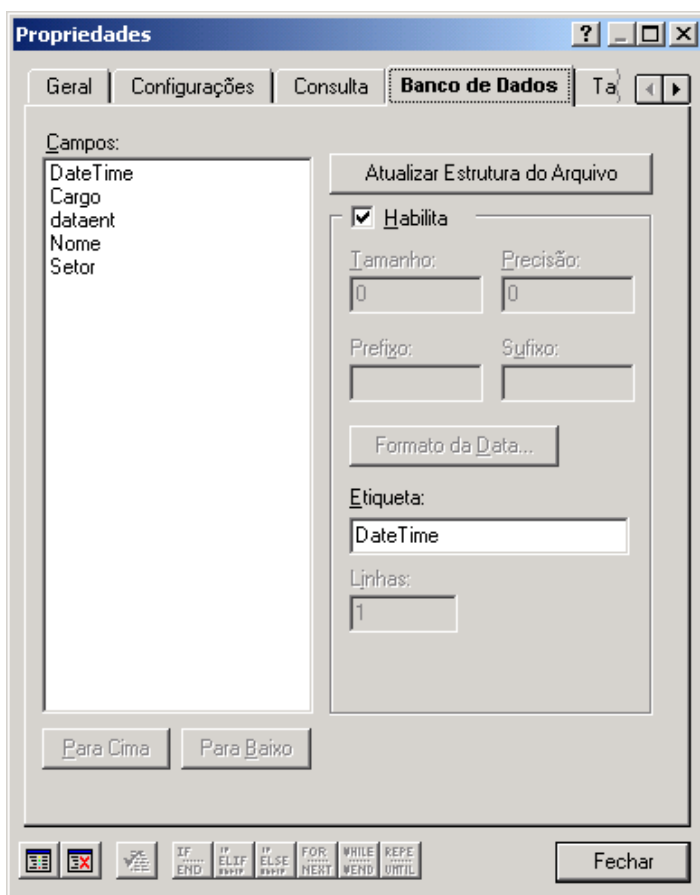 Propriedades
Geral Configurações Consulta Banco de Dados Ta
Campos:
DateTime
Cargo
dataent
Nome
Setor
Atualizar Estrutura do Arquivo
Habilita
Tamanho: Precisão:
0 0
Prefixo: Sufixo:
Formato da Data...
Etiqueta:
DateTime
Linhas:
1
Para Cima Para Baixo
IF END IF ELIF IF ELSE FOR NEXT WHILE WEND REPE UNTIL
Fechar